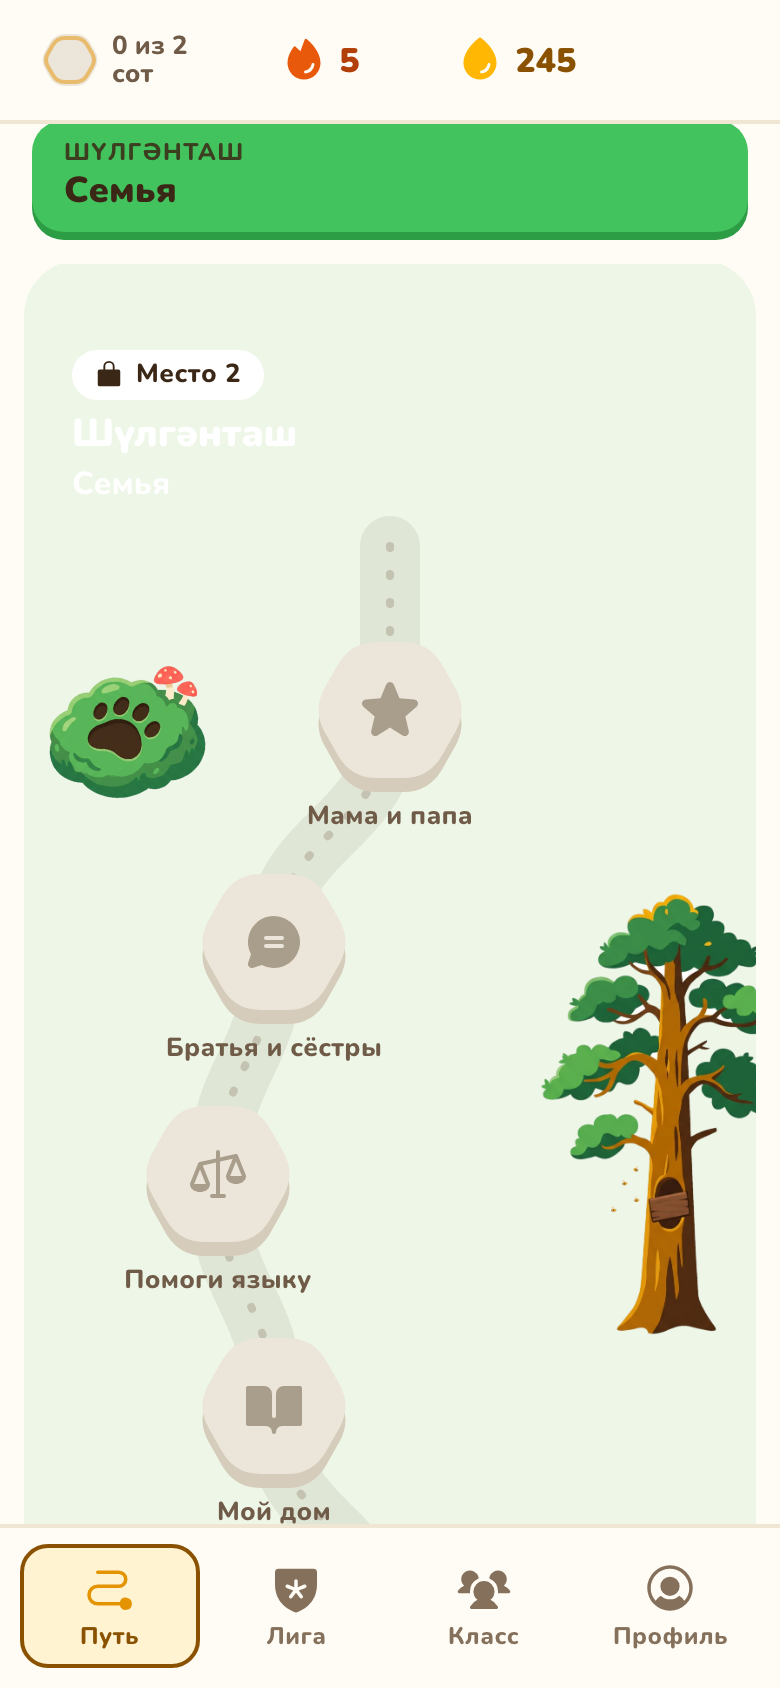 0 из 2
сот
5
245
ШҮЛГӘНТАШ
Семья
Место 2
Шүлгәнташ
Семья
Мама и папа
Братья и сёстры
Помоги языку
Мой дом
Путь
Лига
Класс
Профиль